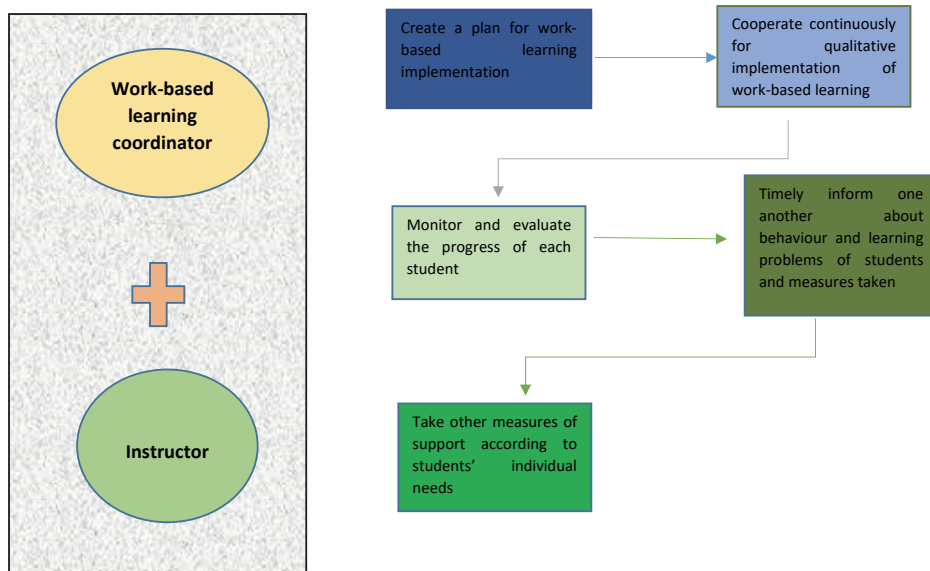 Work-based
learning
coordinator
Instructor
Create a plan for work-
based learning
implementation
Cooperate continuously
for qualitative
implementation of
work-based learning
Monitor and evaluate
the progress of each
student
Timely inform one
another about
behaviour and learning
problems of students
and measures taken
Take other measures of
support according to
students’ individual
needs